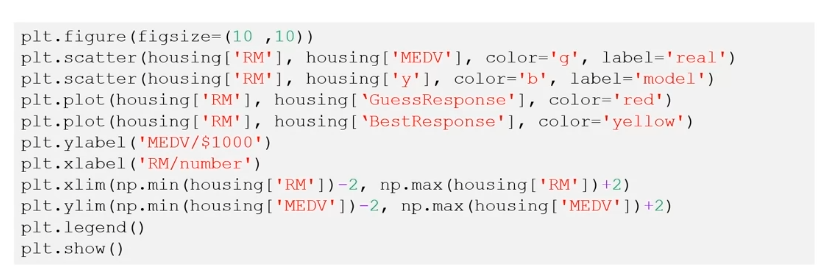 plt.figure(figsize=(10 ,10))
plt.scatter(housing['RM'], housing['MEDV'], color='g', label='real')
plt.scatter(housing['RM'], housing['y'], color='b', label='model')
plt.plot(housing['RM'], housing[‘GuessResponse'], color='red')
plt.plot(housing['RM'], housing[‘BestResponse'], color='yellow')
plt.ylabel('MEDV/$1000')
plt.xlabel('RM/number')
plt.xlim(np.min(housing['RM'])-2, np.max(housing['RM'])+2)
plt.ylim(np.min(housing['MEDV'])-2, np.max(housing['MEDV'])+2)
plt.legend()
plt.show()